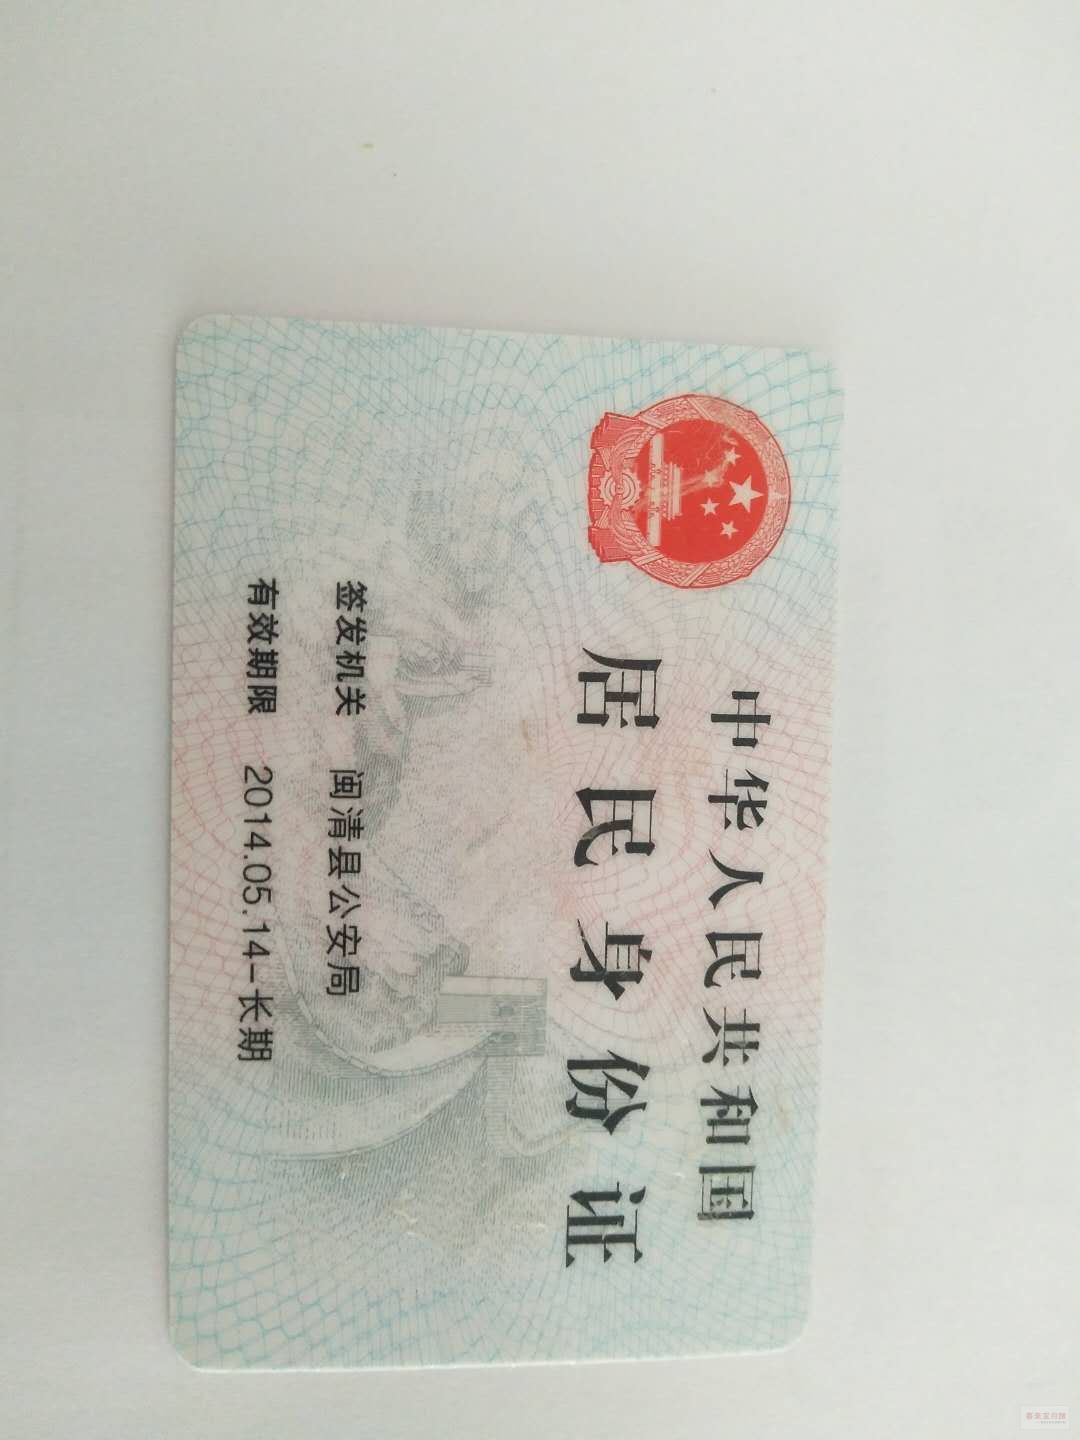 中华人民共和国
居民身份证
签发机关 闽清县公安局
有效期限 2014.05.14-长期